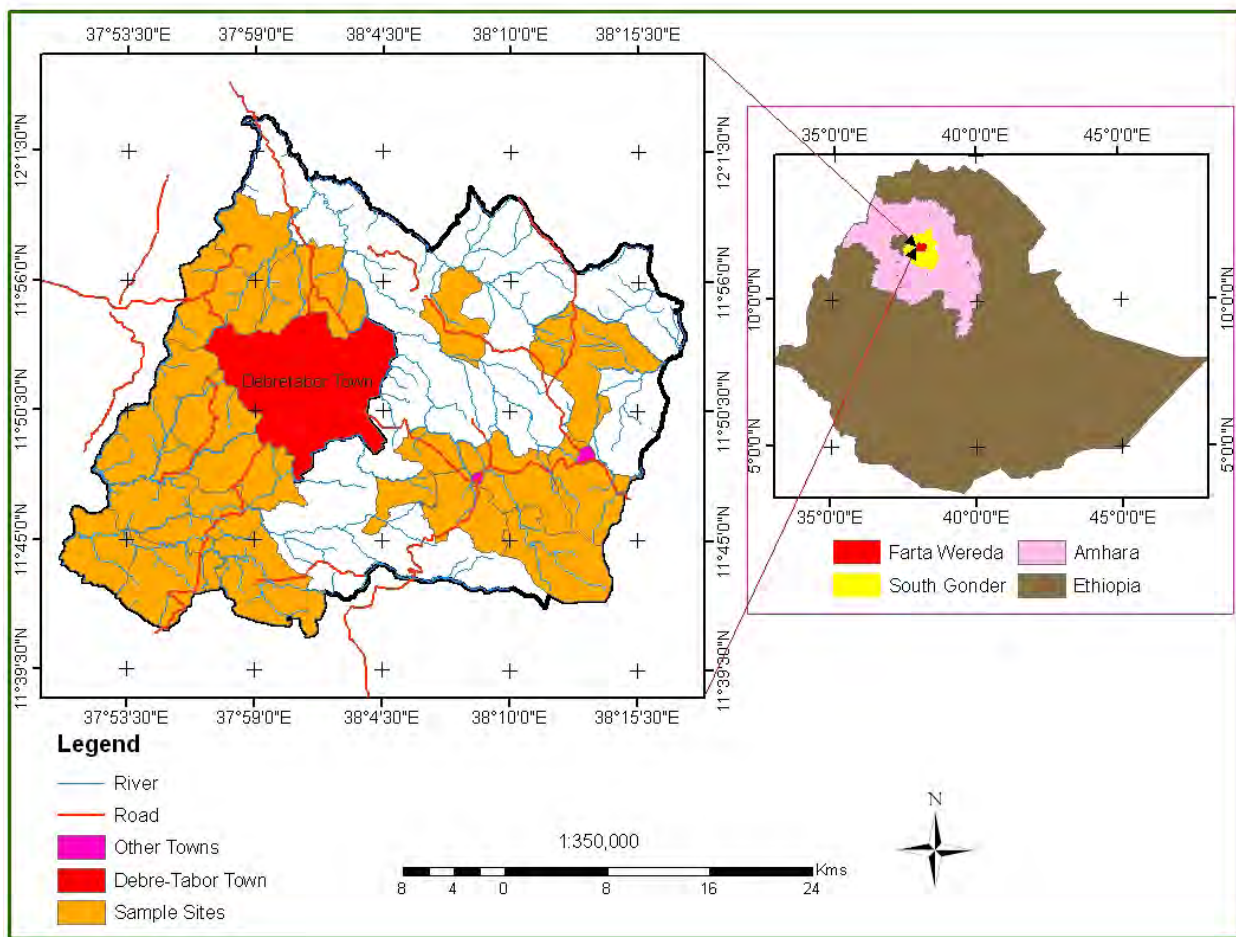 37°53'30"E 37°59'0"E 38°4'30"E 38°10'0"E 38°15'30"E
12°1'30"N
11°56'0"N
11°50'30"N
11°45'0"N
11°39'30"N
Debretabor Town
12°1'30"N
11°56'0"N
11°50'30"N
11°45'0"N
11°39'30"N
37°53'30"E 37°59'0"E 38°4'30"E 38°10'0"E 38°15'30"E
35°0'0"E 40°0'0"E 45°0'0"E
10°0'0"N
5°0'0"N
10°0'0"N
5°0'0"N
35°0'0"E 40°0'0"E 45°0'0"E
Farta Wereda
Amhara
South Gonder
Ethiopia
Legend
River
Road
Other Towns
Debre-Tabor Town
Sample Sites
1:350,000
Kms
8 4 0 8 16 24
N